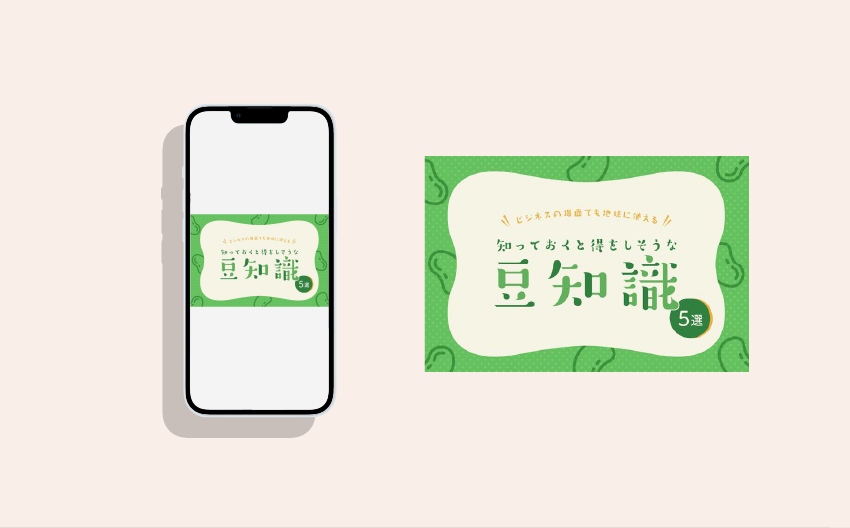 ビジネスの場面でも地味に使える
知っておくと得をしそうな
豆知識
5選
ビジネスの場面でも地味に使える
知っておくと得をしそうな
豆知識
5選